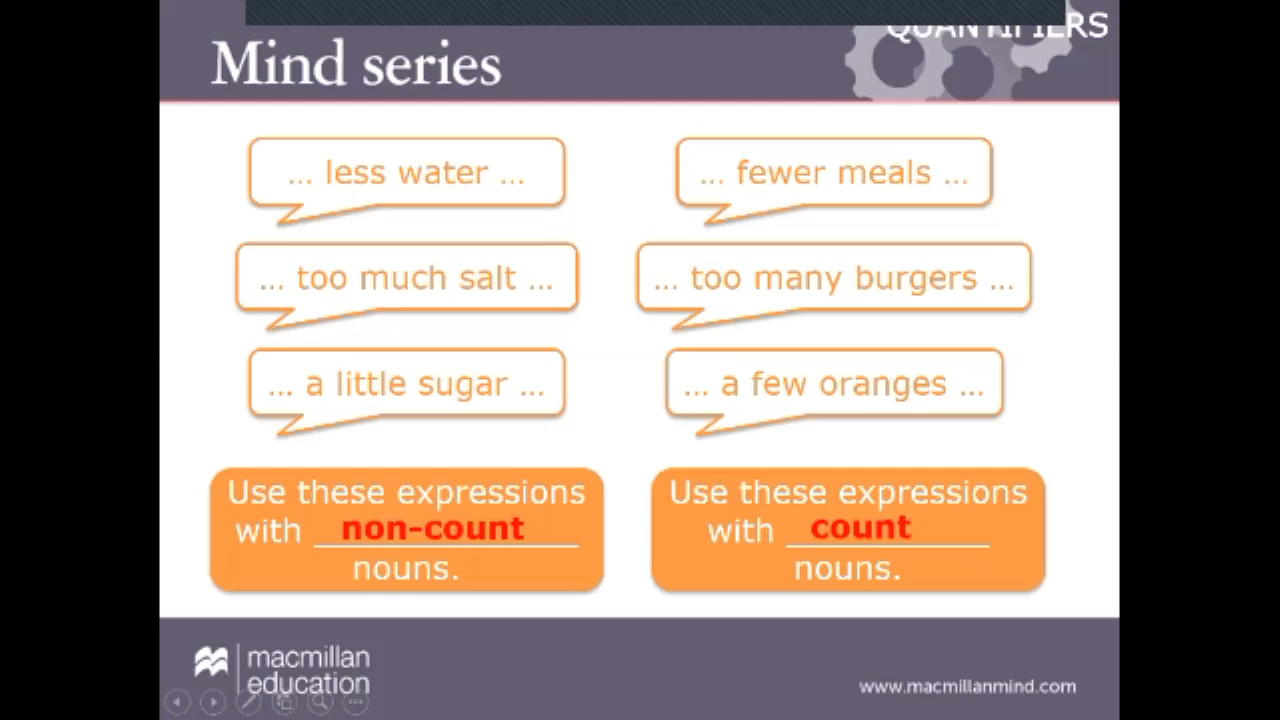 QUANTIFIERS
Mind series
... less water ...
... fewer meals ...
... too much salt ...
... too many burgers ...
... a little sugar ...
... a few oranges ...
Use these expressions
with non-count
nouns.
Use these expressions
with count
nouns.
macmillan
education
www.macmillanmind.com